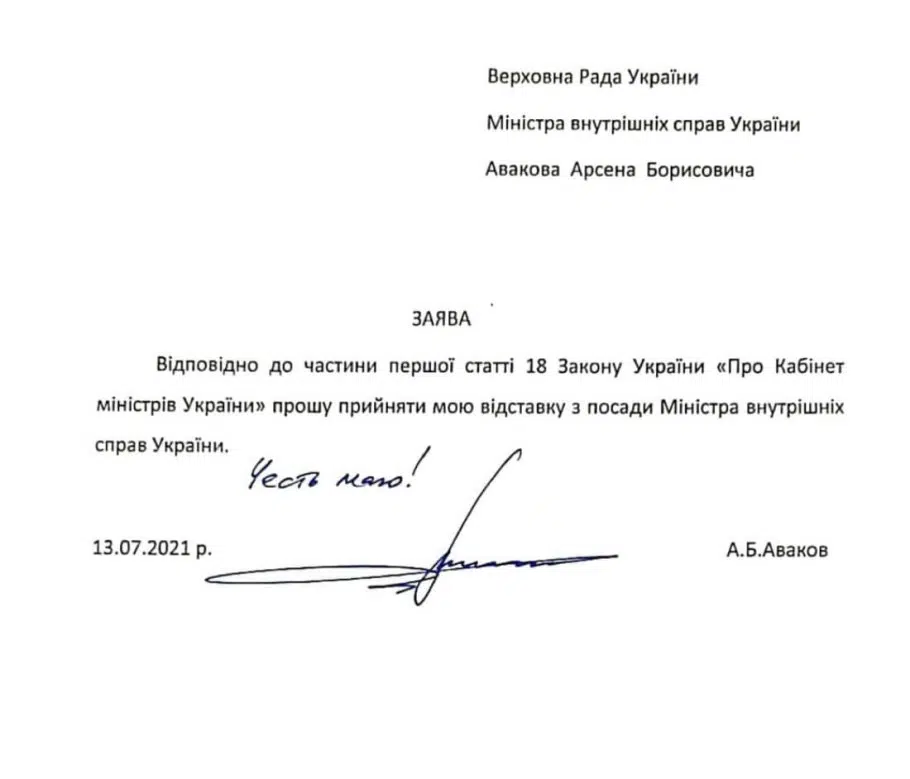 Верховна Рада України
Міністра внутрішніх справ України
Авакова Арсена Борисовича
ЗАЯВА
Відповідно до частини першої статті 18 Закону України «Про Кабінет
міністрів України» прошу прийняти мою відставку з посади Міністра внутрішніх
справ України.
Честь маю!
13.07.2021 р.
А.Б.Аваков